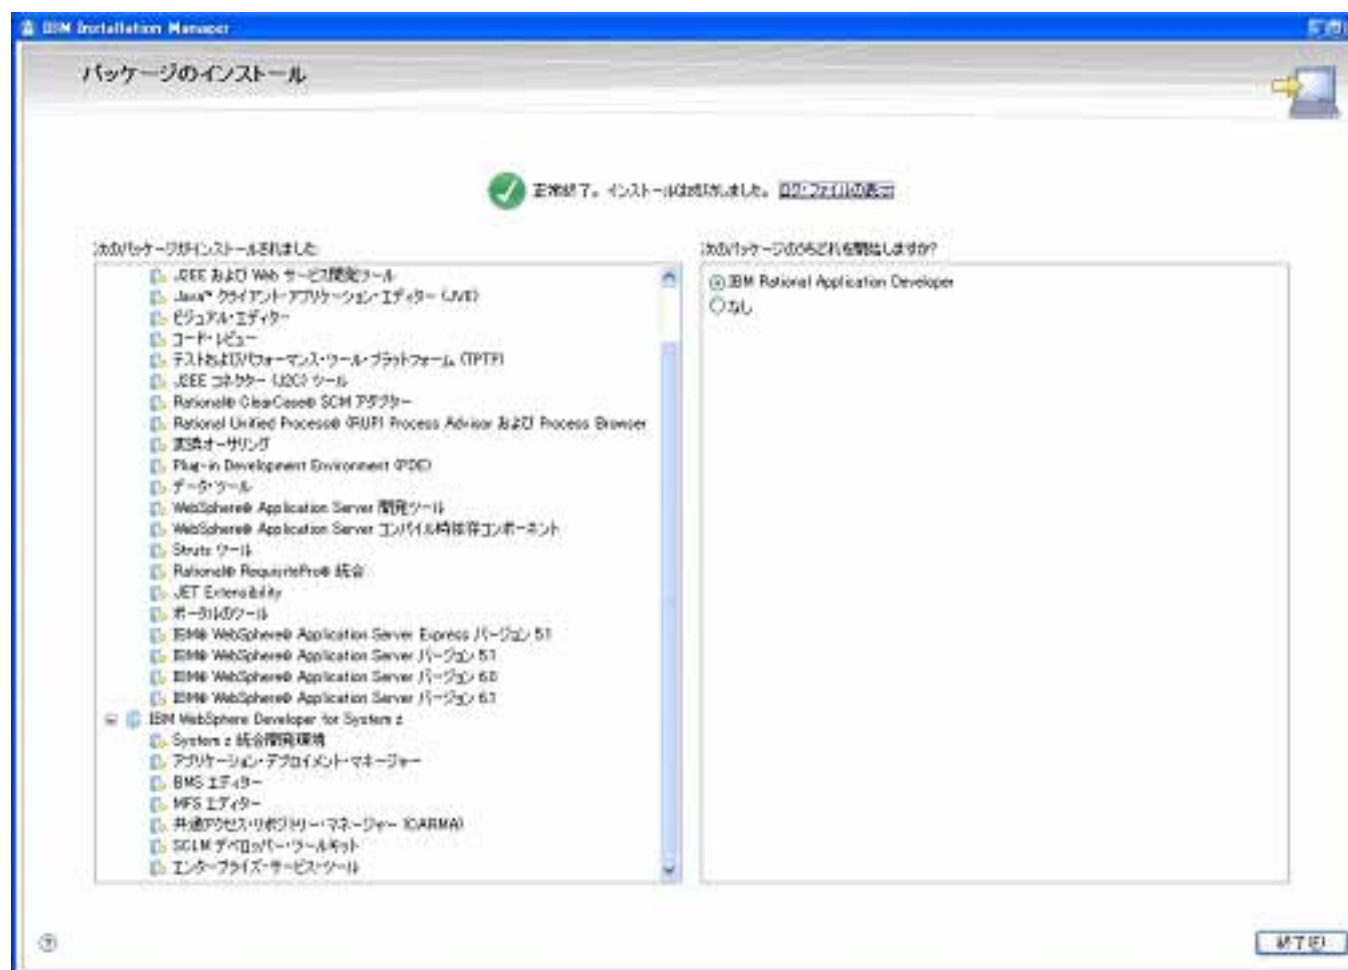 IBM Installation Manager
パッケージのインストール
正常終了。インストールは成功しました。 ログ・ファイルの表示
次のパッケージがインストールされました
J2EE および Web サービス開発ツール
Java™ クライアント・アプリケーション・エディター (JVE)
ビジュアル・エディター
コード・レビュー
テストおよびパフォーマンス・ツール・プラットフォーム (TPTP)
J2EE コネクター (J2C) ツール
Rational® ClearCase® SCM アダプター
Rational Unified Process® (RUP) Process Advisor および Process Browser
変換オーサリング
Plug-in Development Environment (PDE)
データ・ツール
WebSphere® Application Server 開発ツール
WebSphere® Application Server コンパイル時依存コンポーネント
Struts ツール
Rational® RequisitePro® 統合
JET Extensibility
ポータルのツール
IBM® WebSphere® Application Server Express バージョン 5.1
IBM® WebSphere® Application Server バージョン 5.1
IBM® WebSphere® Application Server バージョン 6.0
IBM® WebSphere® Application Server バージョン 6.1
IBM WebSphere Developer for System z
System z 統合開発環境
アプリケーション・デプロイメント・マネージャー
BMS エディター
MFS エディター
共通アクセス・リポジトリー・マネージャー (CARMA)
SCLM デベロッパー・ツールキット
エンタープライズ・サービス・ツール
次のパッケージのうちどれを開始しますか?
IBM Rational Application Developer
なし
終了(F)